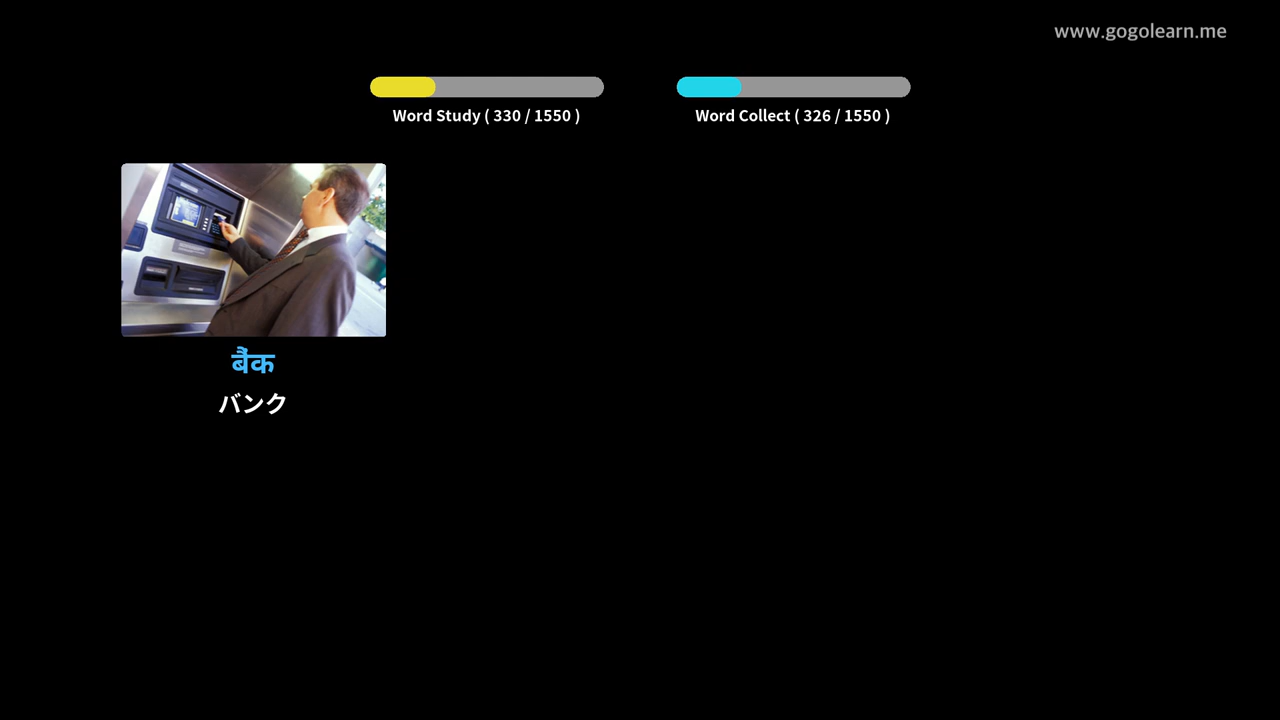 www.gogolearn.me
Word Study ( 330 / 1550 )
Word Collect ( 326 / 1550 )
बैंक
バンク